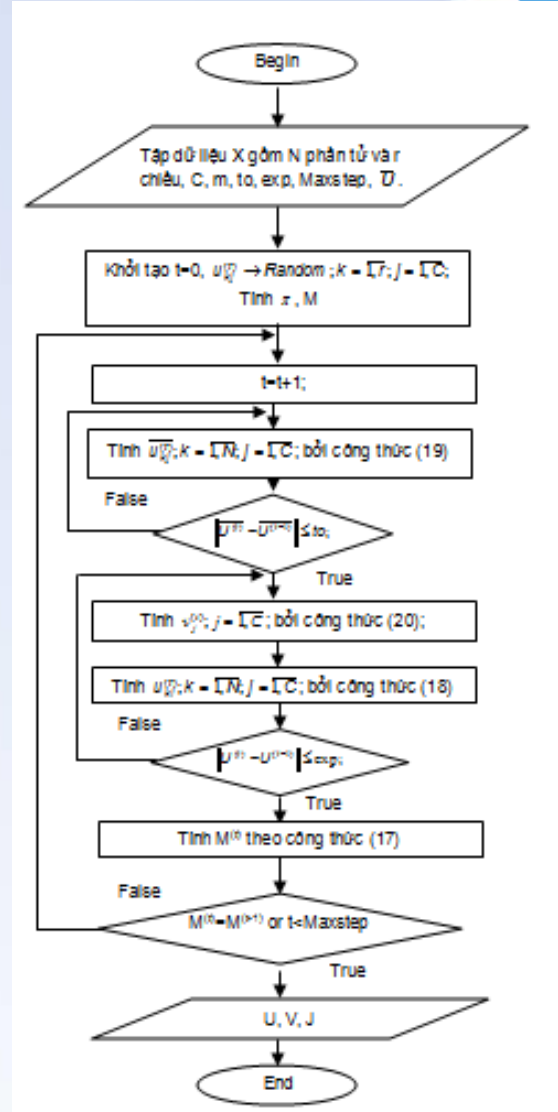 Begin
Tập dữ liệu X gồm N phần tử và r
chiều, C, m, to, exp, Maxstep, U̅.
Khởi tạo t=0, → Random ; k = 1,r; j = 1,C;
Tính , M
t=t+1;
Tính k = 1,N; j = 1,C; bởi công thức (19)
False
≤ to;
True
Tính j = 1,C; bởi công thức (20);
Tính k = 1,N; j = 1,C; bởi công thức (18)
False
≤ exp;
True
Tính M⁽ᵗ⁾ theo công thức (17)
False
M⁽ᵗ⁾=M⁽ᵗ⁺¹⁾ or t<Maxstep
True
U, V, J
End